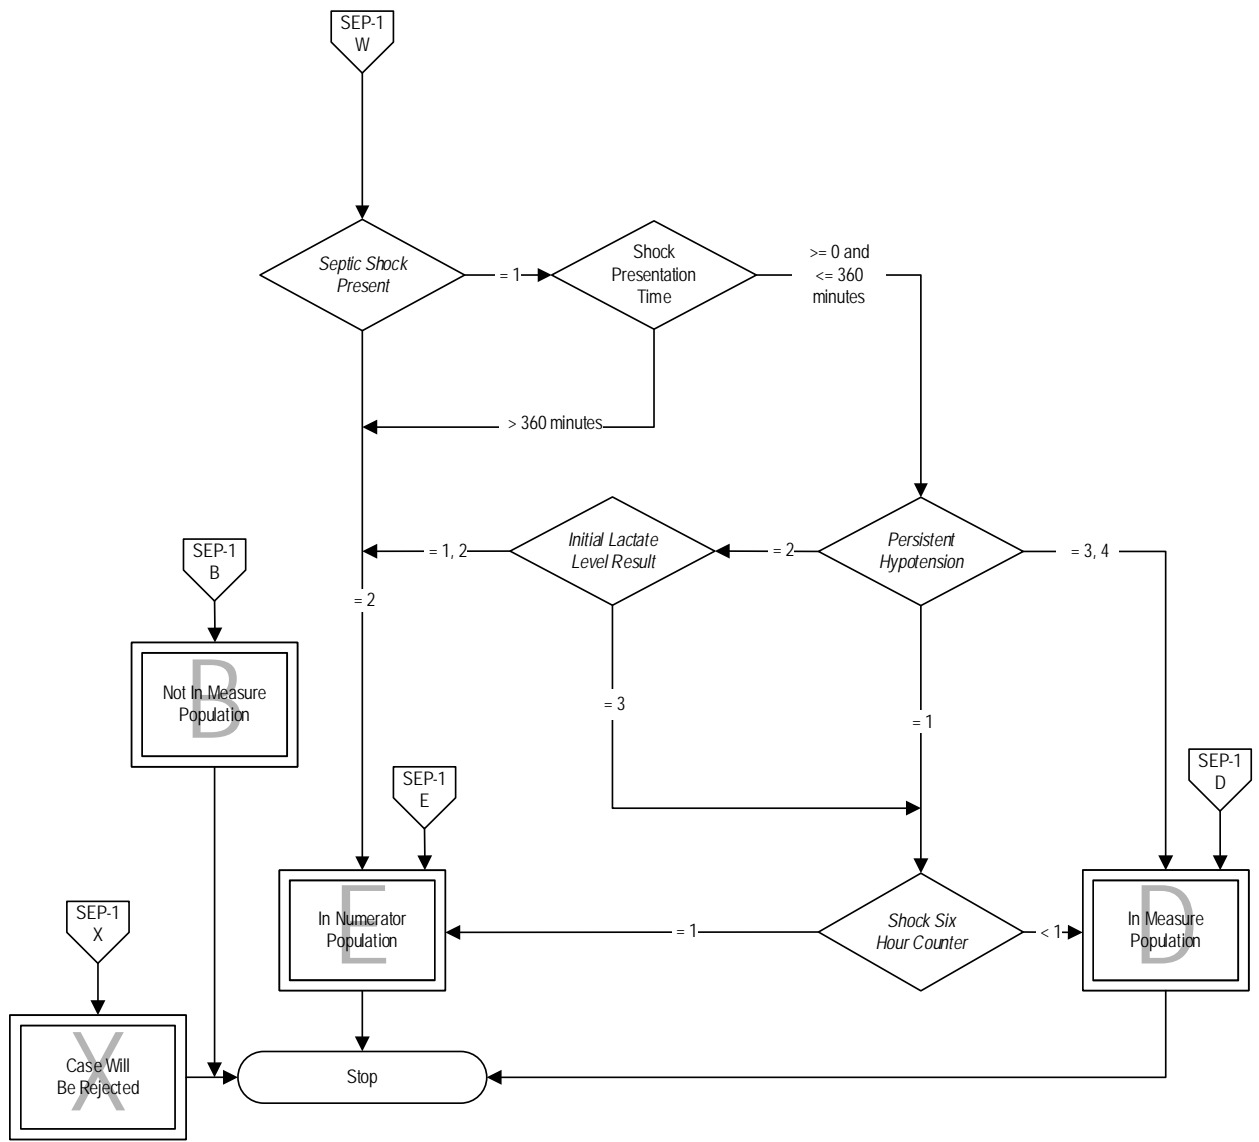 SEP-1
W
Septic Shock
Present
= 1
Shock
Presentation
Time
>= 0 and
<= 360
minutes
> 360 minutes
Initial Lactate
Level Result
= 1, 2
= 2
Persistent
Hypotension
= 3, 4
SEP-1
B
= 2
B
Not In Measure
Population
= 3
= 1
SEP-1
E
SEP-1
D
E
In Numerator
Population
= 1
Shock Six
Hour Counter
< 1
D
In Measure
Population
SEP-1
X
X
Case Will
Be Rejected
Stop